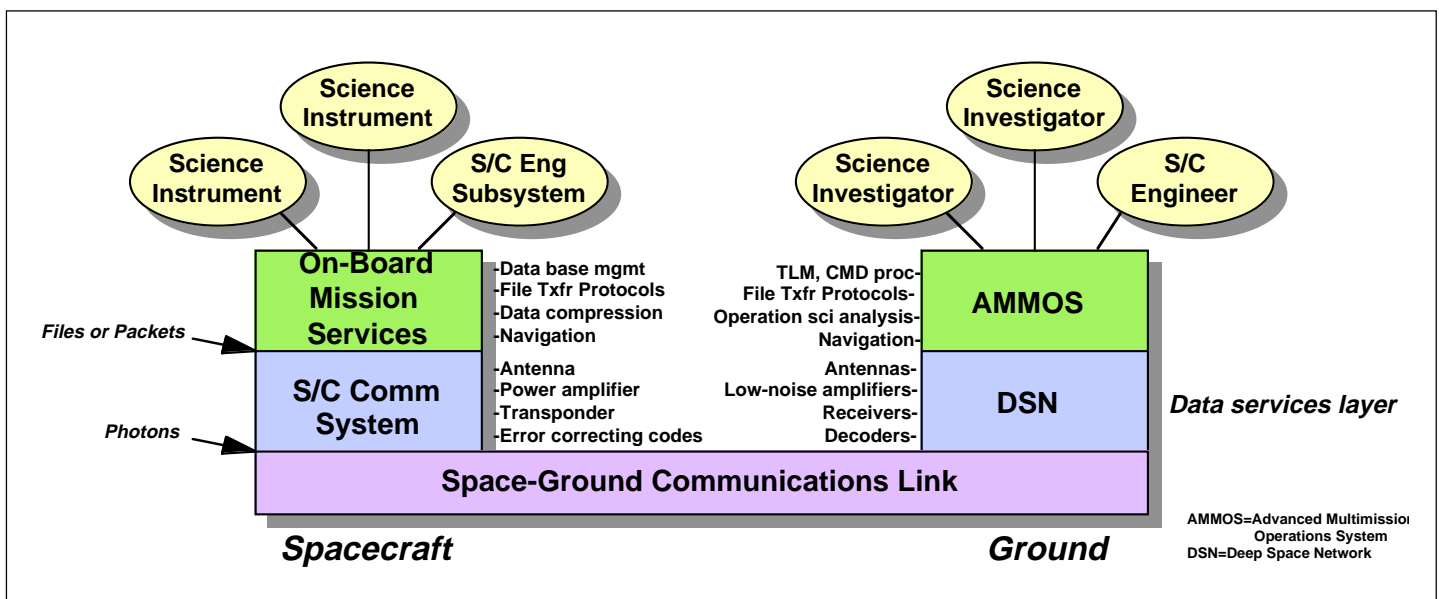 Science
Instrument
Science
Instrument
S/C Eng
Subsystem
Science
Investigator
Science
Investigator
S/C
Engineer
On-Board
Mission
Services
-Data base mgmt
-File Txfr Protocols
-Data compression
-Navigation
TLM, CMD proc-
File Txfr Protocols-
Operation sci analysis-
Navigation-
AMMOS
Files or Packets
S/C Comm
System
-Antenna
-Power amplifier
-Transponder
-Error correcting codes
Antennas-
Low-noise amplifiers-
Receivers-
Decoders-
DSN
Data services layer
Photons
Space-Ground Communications Link
Spacecraft
Ground
AMMOS=Advanced Multimission
Operations System
DSN=Deep Space Network